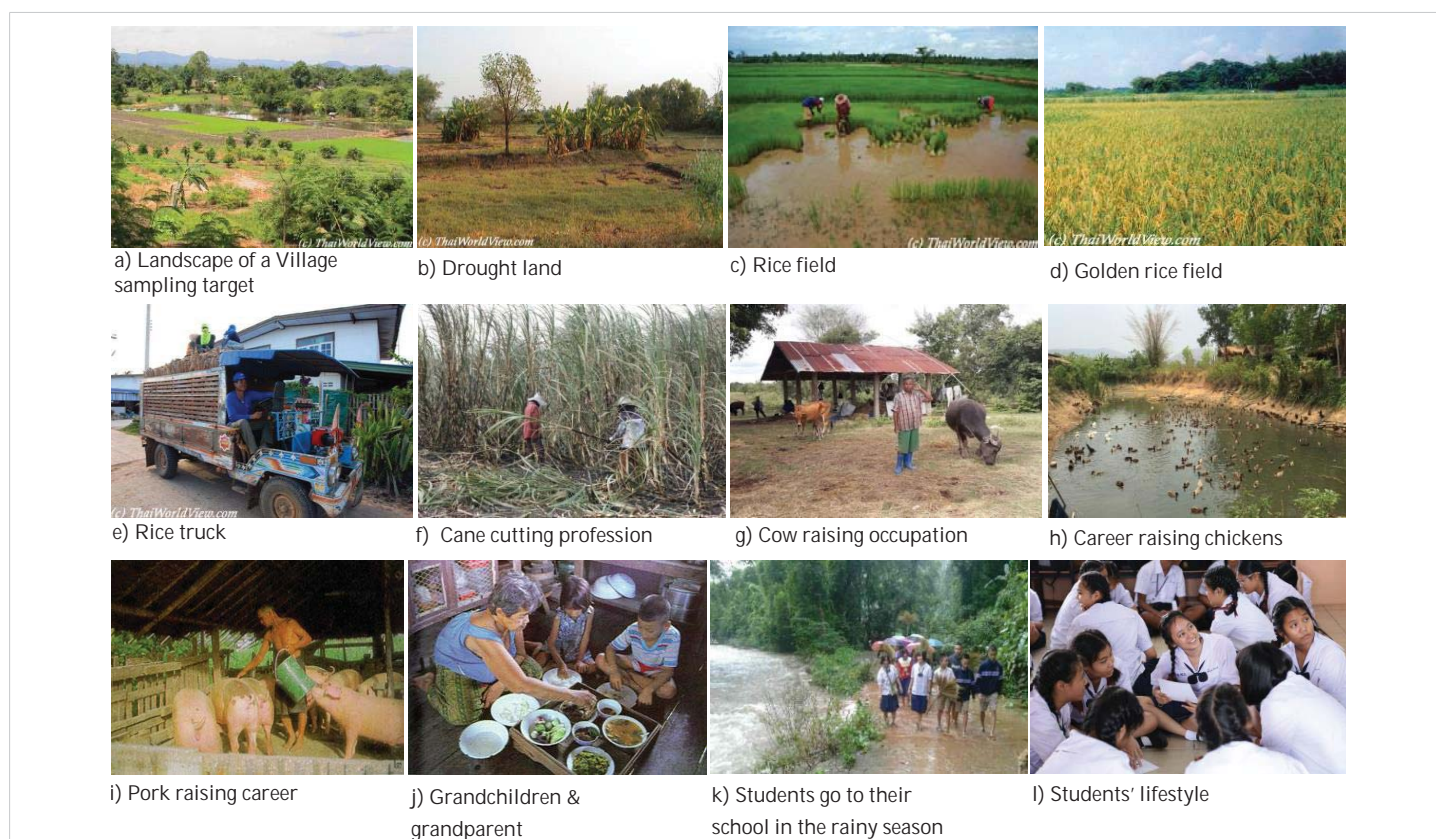 (c) ThaiWorldView.com
(c) ThaiWorldView.com
(c) ThaiWorldView.com
(c) ThaiWorldView.com
a) Landscape of a Village
sampling target
b) Drought land
c) Rice field
d) Golden rice field
(c) ThaiWorldView.com
e) Rice truck
f) Cane cutting profession
g) Cow raising occupation
h) Career raising chickens
i) Pork raising career
j) Grandchildren &
grandparent
k) Students go to their
school in the rainy season
l) Students' lifestyle